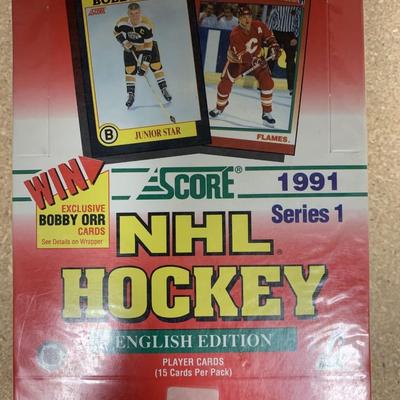 SCORE
B
JUNIOR STAR
A
FLAMES
WIN!
EXCLUSIVE
BOBBY ORR
CARDS
See Details on Wrapper
SCORE®
1991
Series 1
NHL®
HOCKEY
ENGLISH EDITION
PLAYER CARDS
(15 Cards Per Pack)